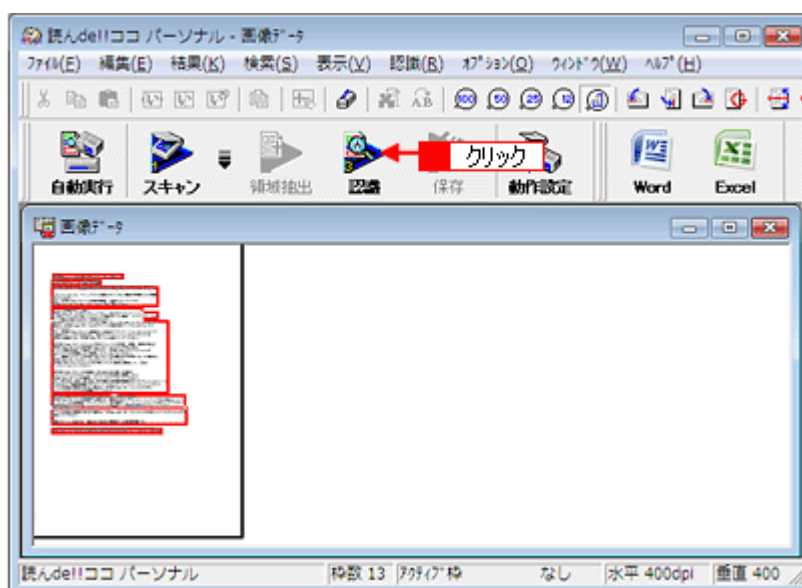 読んde!!ココ パーソナル - 画像ﾃﾞｰﾀ
ﾌｧｲﾙ(F) 編集(E) 結果(K) 検索(S) 表示(V) 認識(R) ｵﾌﾟｼｮﾝ(O) ｳｨﾝﾄﾞｳ(W) ﾍﾙﾌﾟ(H)
100 50 25 12
自動実行 スキャン 領域抽出 3 認識 クリック 保存 動作設定 Word Excel
画像ﾃﾞｰﾀ
読んde!!ココ パーソナル 枠数 13 ｱｸﾃｨﾌﾞ枠 なし 水平 400dpi 垂直 400